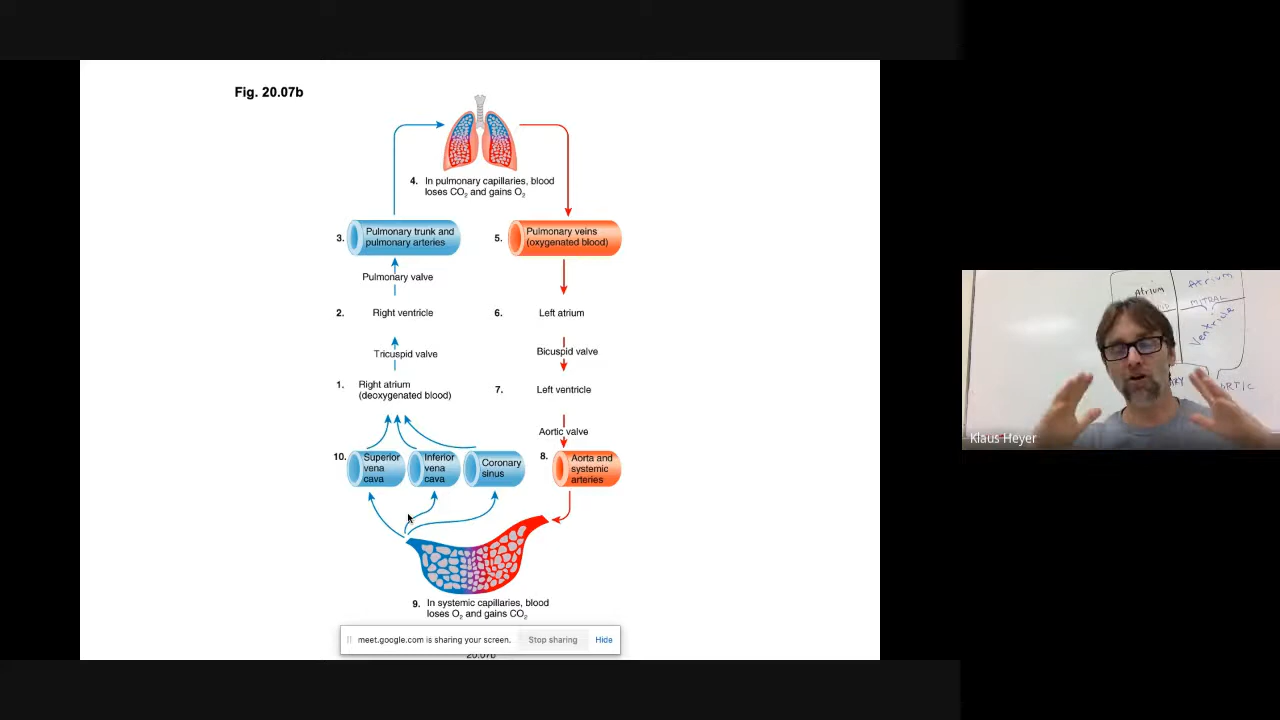 Fig. 20.07b
4. In pulmonary capillaries, blood
loses CO2 and gains O2
3. Pulmonary trunk and
pulmonary arteries
5. Pulmonary veins
(oxygenated blood)
Pulmonary valve
2. Right ventricle
6. Left atrium
Tricuspid valve
Bicuspid valve
1. Right atrium
(deoxygenated blood)
7. Left ventricle
Aortic valve
10. Superior
vena
cava
Inferior
vena
cava
Coronary
sinus
8. Aorta and
systemic
arteries
9. In systemic capillaries, blood
loses O2 and gains CO2
meet.google.com is sharing your screen.
Stop sharing
Hide
20.07b
Atrium
Atrium
MITRAL
Ventricle
Klaus Heyer